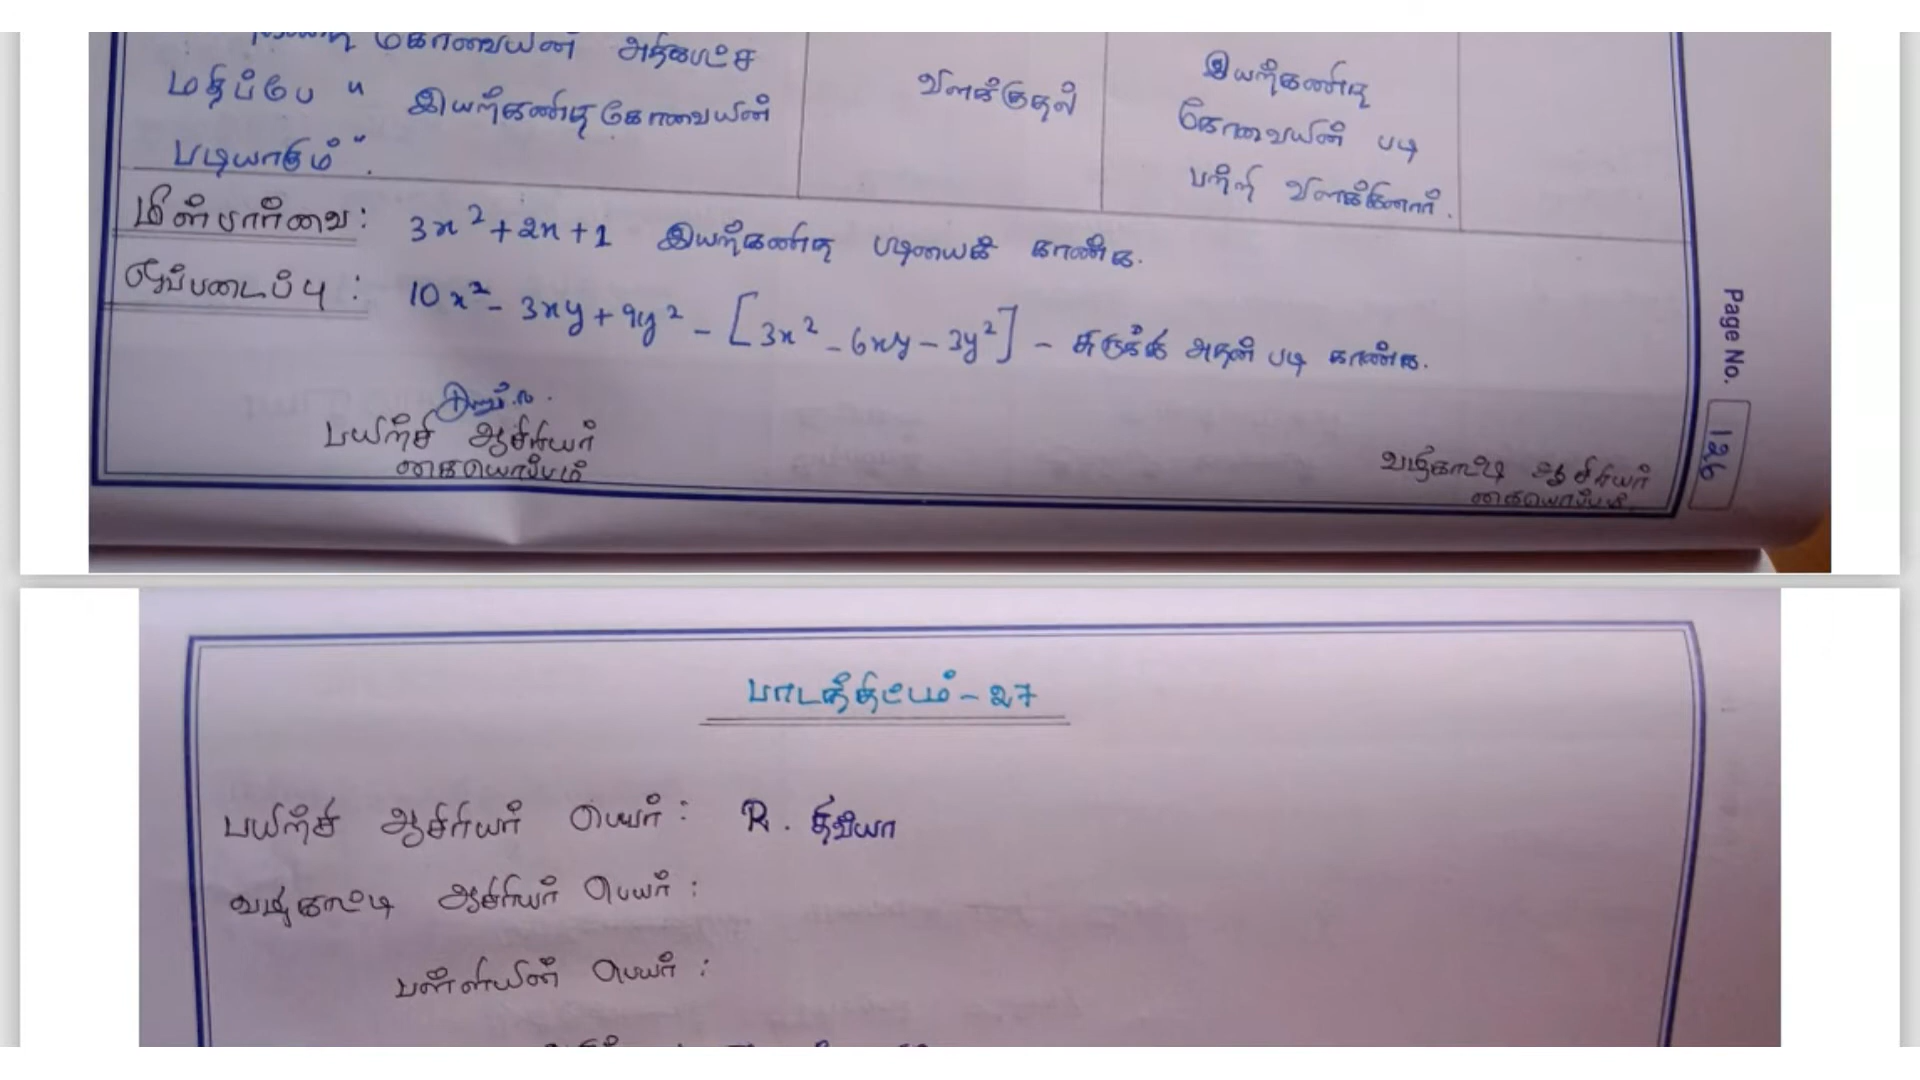 கோவையின் அதிகபட்ச
மதிப்பே " இயற்கணித கோவையின்
படியாகும்".
விளக்குதல்
இயற்கணித
கோவையின் படி
பற்றி விளக்கினார்.
மீள்பார்வை: 3x² + 2x + 1 இயற்கணித படியைக் காண்க.
ஒப்படைப்பு: 10x² - 3xy + 9y² - [3x² - 6xy - 3y²] - சுருக்கி அதன் படி காண்க.
பயிற்சி ஆசிரியர்
கையொப்பம்
வழிகாட்டி ஆசிரியர்
கையொப்பம்
Page No. 126
பாடத்திட்டம் - 27
பயிற்சி ஆசிரியர் பெயர்: R. திவ்யா
வழிகாட்டி ஆசிரியர் பெயர்:
பள்ளியின் பெயர்: